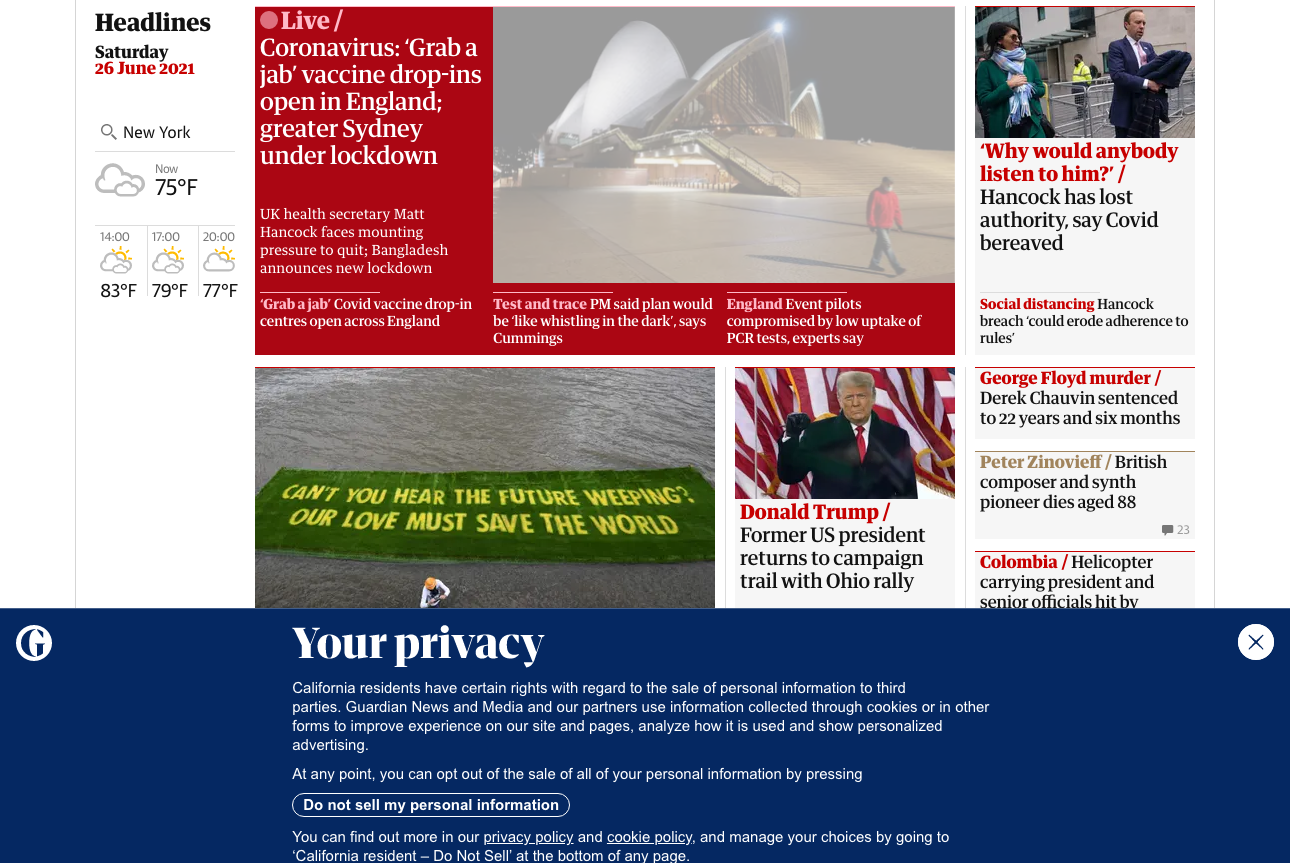 Headlines
Saturday
26 June 2021
New York
Now
75°F
14:00
17:00
20:00
83°F
79°F
77°F
Live /
Coronavirus: ‘Grab a
jab’ vaccine drop-ins
open in England;
greater Sydney
under lockdown
UK health secretary Matt
Hancock faces mounting
pressure to quit; Bangladesh
announces new lockdown
‘Grab a jab’ Covid vaccine drop-in
centres open across England
Test and trace PM said plan would
be ‘like whistling in the dark’, says
Cummings
England Event pilots
compromised by low uptake of
PCR tests, experts say
‘Why would anybody
listen to him?’ /
Hancock has lost
authority, say Covid
bereaved
Social distancing Hancock
breach ‘could erode adherence to
rules’
CAN'T YOU HEAR THE FUTURE WEEPING?
OUR LOVE MUST SAVE THE WORLD
Donald Trump /
Former US president
returns to campaign
trail with Ohio rally
George Floyd murder /
Derek Chauvin sentenced
to 22 years and six months
Peter Zinovieff / British
composer and synth
pioneer dies aged 88
23
Colombia / Helicopter
carrying president and
senior officials hit by
G
Your privacy
California residents have certain rights with regard to the sale of personal information to third
parties. Guardian News and Media and our partners use information collected through cookies or in other
forms to improve experience on our site and pages, analyze how it is used and show personalized
advertising.
At any point, you can opt out of the sale of all of your personal information by pressing
Do not sell my personal information
You can find out more in our privacy policy and cookie policy, and manage your choices by going to
‘California resident – Do Not Sell’ at the bottom of any page.